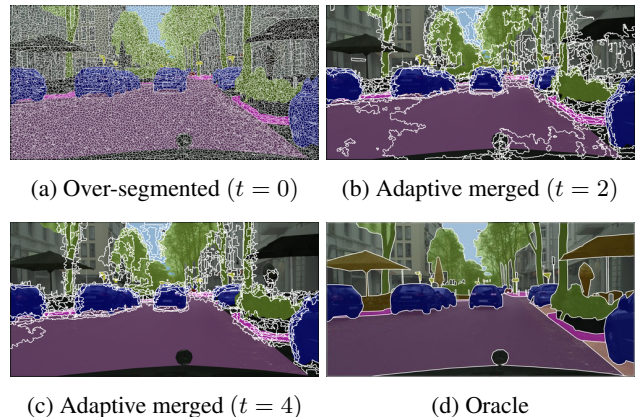 (a) Over-segmented (t = 0)
(b) Adaptive merged (t = 2)
(c) Adaptive merged (t = 4)
(d) Oracle